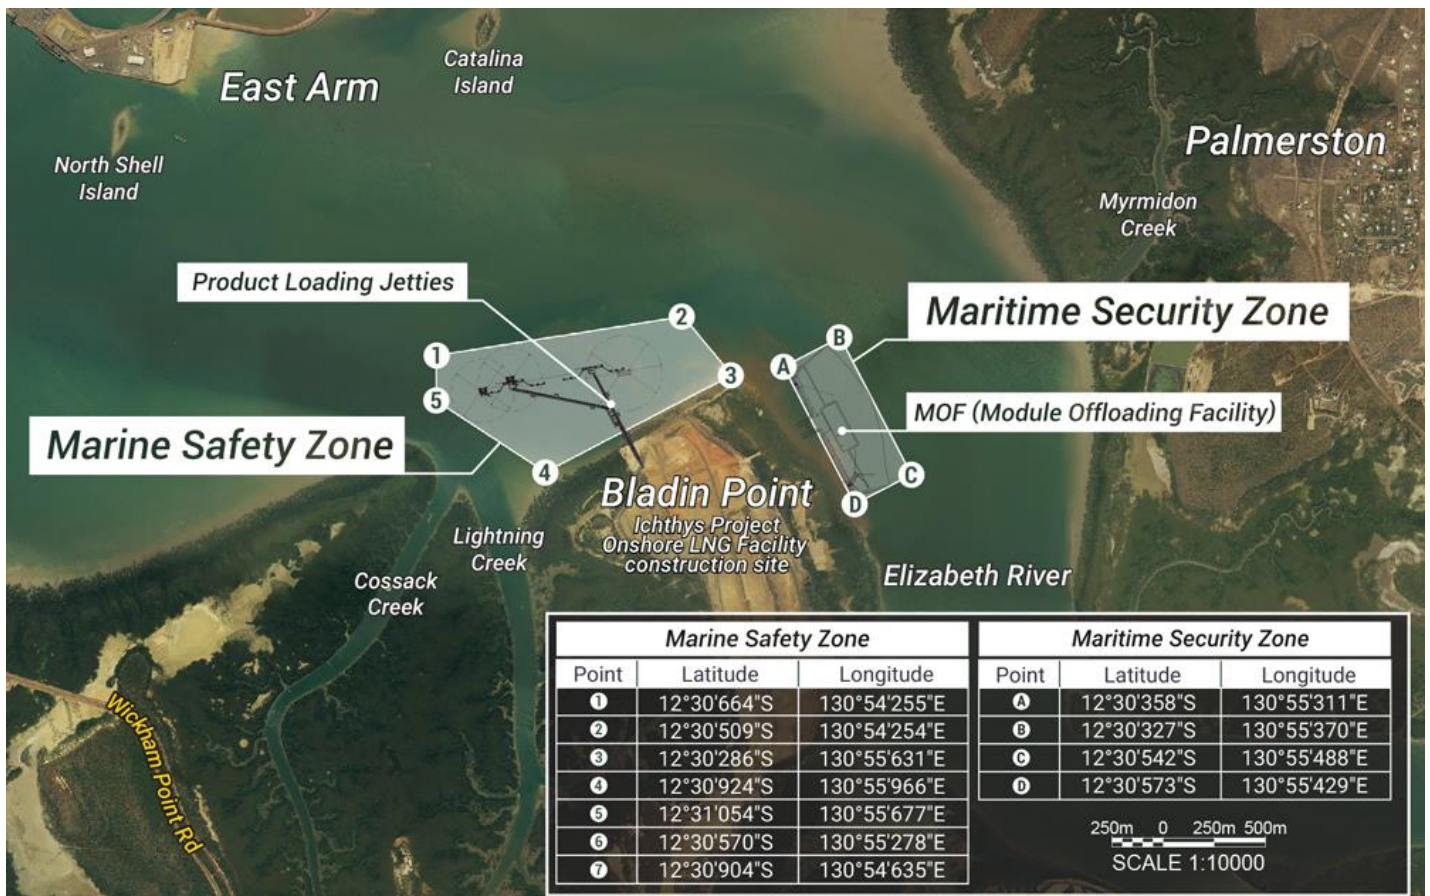 East Arm
Catalina
Island
North Shell
Island
Palmerston
Myrmidon
Creek
Product Loading Jetties
Maritime Security Zone
1
2
3
5
4
A
B
C
D
MOF (Module Offloading Facility)
Marine Safety Zone
Bladin Point
Ichthys Project
Onshore LNG Facility
construction site
Lightning
Creek
Cossack
Creek
Elizabeth River
Wickham Point Rd
Marine Safety Zone
Point Latitude Longitude
1 12°30'664"S 130°54'255"E
2 12°30'509"S 130°54'254"E
3 12°30'286"S 130°55'631"E
4 12°30'924"S 130°55'966"E
5 12°31'054"S 130°55'677"E
6 12°30'570"S 130°55'278"E
7 12°30'904"S 130°54'635"E
Maritime Security Zone
Point Latitude Longitude
A 12°30'358"S 130°55'311"E
B 12°30'327"S 130°55'370"E
C 12°30'542"S 130°55'488"E
D 12°30'573"S 130°55'429"E
250m 0 250m 500m
SCALE 1:10000